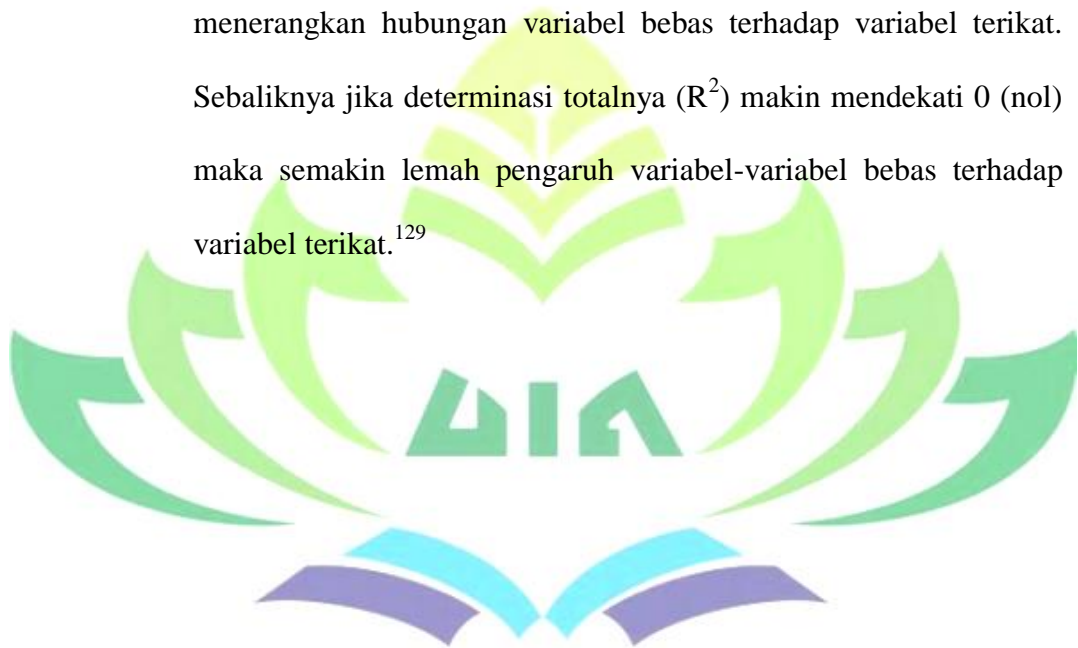 menerangkan hubungan variabel bebas terhadap variabel terikat.
Sebaliknya jika determinasi totalnya (R²) makin mendekati 0 (nol)
maka semakin lemah pengaruh variabel-variabel bebas terhadap
variabel terikat.¹²⁹
UIN